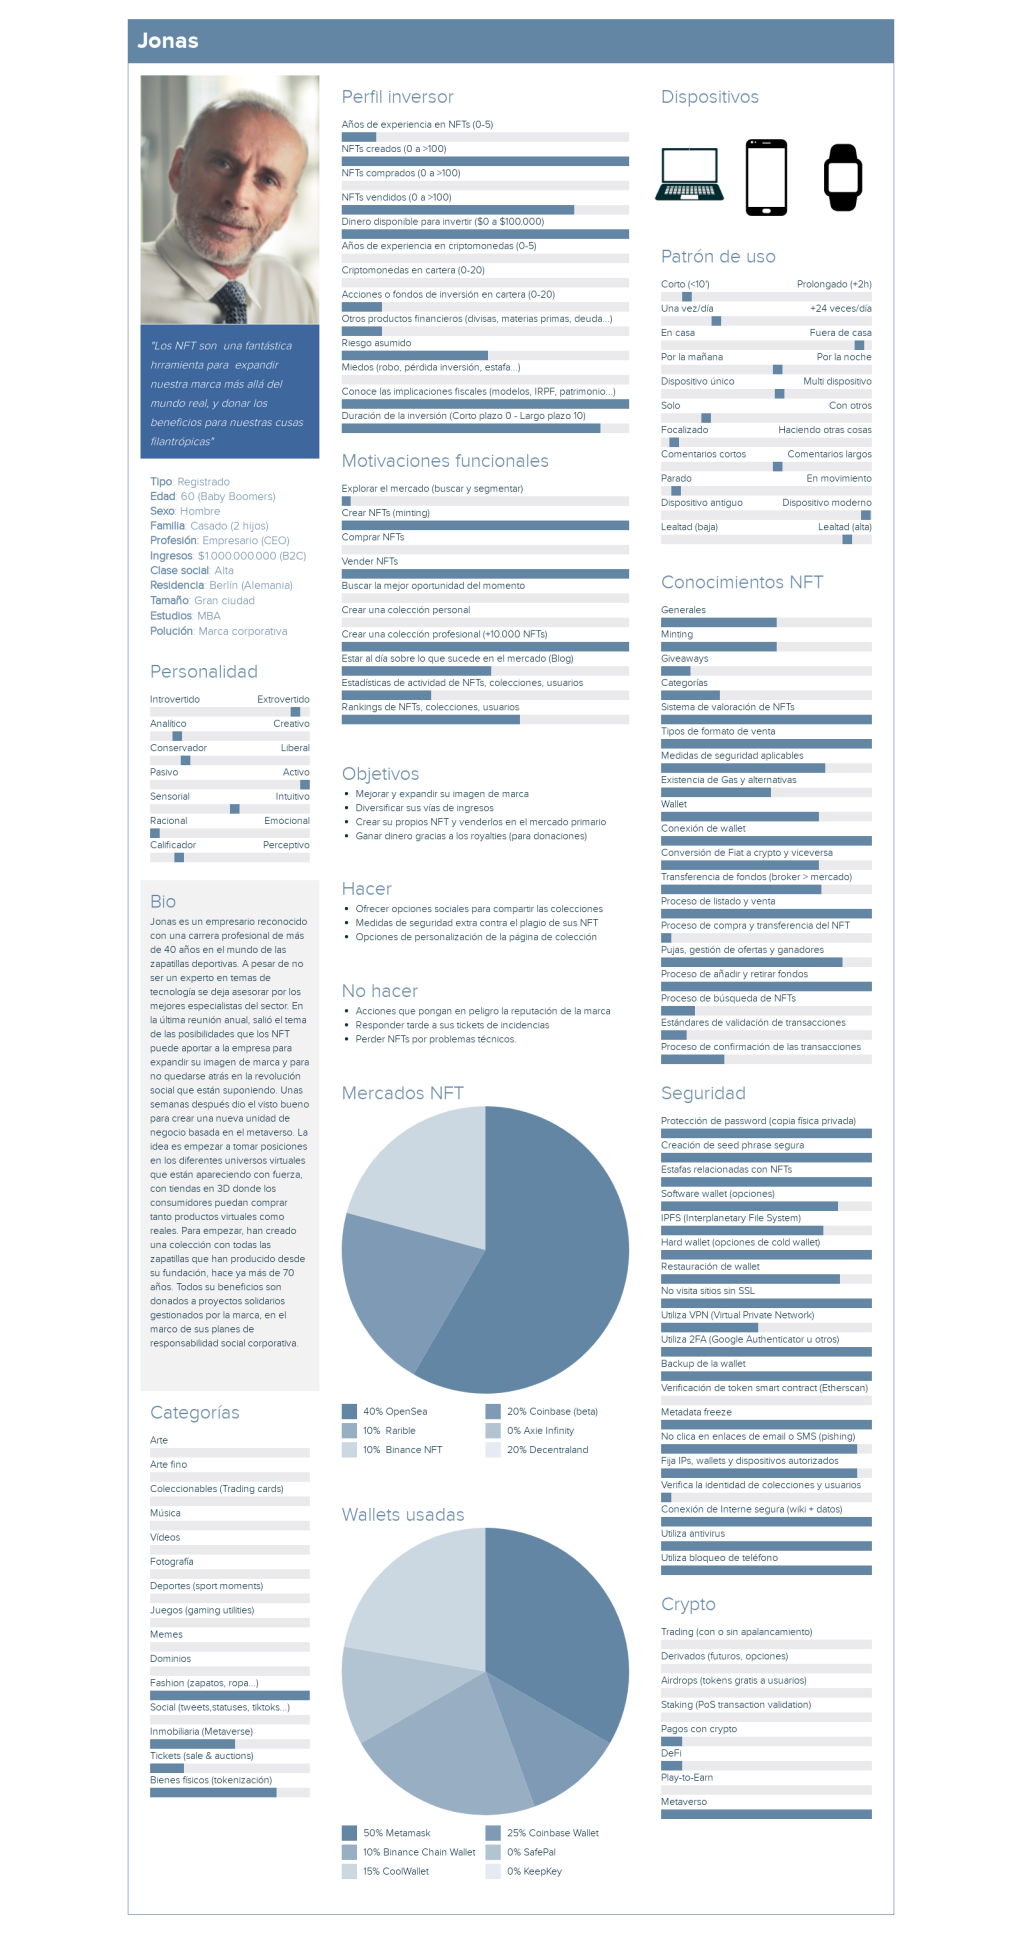 Jonas
"Los NFT son  una fantástica
hrramienta para  expandir
nuestra marca más allá del
mundo real, y donar los
beneficios para nuestras cusas
filantrópicas"
Tipo: Registrado
Edad: 60 (Baby Boomers)
Sexo: Hombre
Familia: Casado (2 hijos)
Profesión: Empresario (CEO)
Ingresos: $1.000.000.000 (B2C)
Clase social: Alta
Residencia: Berlín (Alemania)
Tamaño: Gran ciudad
Estudios: MBA
Polución: Marca corporativa
Personalidad
Introvertido Extrovertido
Analítico Creativo
Conservador Liberal
Pasivo Activo
Sensorial Intuitivo
Racional Emocional
Calificador Perceptivo
Bio
Jonas es un empresario reconocido
con una carrera profesional de más
de 40 años en el mundo de las
zapatillas deportivas. A pesar de no
ser un experto en temas de
tecnología se deja asesorar por los
mejores especialistas del sector. En
la última reunión anual, salió el tema
de las posibilidades que los NFT
puede aportar a la empresa para
expandir su imagen de marca y para
no quedarse atrás en la revolución
social que están suponiendo. Unas
semanas después dio el visto bueno
para crear una nueva unidad de
negocio basada en el metaverso. La
idea es empezar a tomar posiciones
en los diferentes universos virtuales
que están apareciendo con fuerza,
con tiendas en 3D donde los
consumidores puedan comprar
tanto productos virtuales como
reales. Para empezar, han creado
una colección con todas las
zapatillas que han producido desde
su fundación, hace ya más de 70
años. Todos su beneficios son
donados a proyectos solidarios
gestionados por la marca, en el
marco de sus planes de
responsabilidad social corporativa.
Categorías
Arte
Arte fino
Coleccionables (Trading cards)
Música
Vídeos
Fotografía
Deportes (sport moments)
Juegos (gaming utilities)
Memes
Dominios
Fashion (zapatos, ropa...)
Social (tweets,statuses, tiktoks...)
Inmobiliaria (Metaverse)
Tickets (sale & auctions)
Bienes físicos (tokenización)
Perfil inversor
Años de experiencia en NFTs (0-5)
NFTs creados (0 a >100)
NFTs comprados (0 a >100)
NFTs vendidos (0 a >100)
Dinero disponible para invertir ($0 a $100.000)
Años de experiencia en criptomonedas (0-5)
Criptomonedas en cartera (0-20)
Acciones o fondos de inversión en cartera (0-20)
Otros productos financieros (divisas, materias primas, deuda...)
Riesgo asumido
Miedos (robo, pérdida inversión, estafa...)
Conoce las implicaciones fiscales (modelos, IRPF, patrimonio...)
Duración de la inversión (Corto plazo 0 - Largo plazo 10)
Motivaciones funcionales
Explorar el mercado (buscar y segmentar)
Crear NFTs (minting)
Comprar NFTs
Vender NFTs
Buscar la mejor oportunidad del momento
Crear una colección personal
Crear una colección profesional (+10.000 NFTs)
Estar al día sobre lo que sucede en el mercado (Blog)
Estadísticas de actividad de NFTs, colecciones, usuarios
Rankings de NFTs, colecciones, usuarios
Objetivos
• Mejorar y expandir su imagen de marca
• Diversificar sus vías de ingresos
• Crear su propios NFT y venderlos en el mercado primario
• Ganar dinero gracias a los royalties (para donaciones)
Hacer
• Ofrecer opciones sociales para compartir las colecciones
• Medidas de seguridad extra contra el plagio de sus NFT
• Opciones de personalización de la página de colección
No hacer
• Acciones que pongan en peligro la reputación de la marca
• Responder tarde a sus tickets de incidencias
• Perder NFTs por problemas técnicos.
Mercados NFT
40% OpenSea 20% Coinbase (beta)
10%  Rarible 0% Axie Infinity
10%  Binance NFT 20% Decentraland
Wallets usadas
50% Metamask 25% Coinbase Wallet
10% Binance Chain Wallet 0% SafePal
15% CoolWallet 0% KeepKey
Dispositivos
Patrón de uso
Corto (<10') Prolongado (+2h)
Una vez/día +24 veces/día
En casa Fuera de casa
Por la mañana Por la noche
Dispositivo único Multi dispositivo
Solo Con otros
Focalizado Haciendo otras cosas
Comentarios cortos Comentarios largos
Parado En movimiento
Dispositivo antiguo Dispositivo moderno
Lealtad (baja) Lealtad (alta)
Conocimientos NFT
Generales
Minting
Giveaways
Categorías
Sistema de valoración de NFTs
Tipos de formato de venta
Medidas de seguridad aplicables
Existencia de Gas y alternativas
Wallet
Conexión de wallet
Conversión de Fiat a crypto y viceversa
Transferencia de fondos (broker > mercado)
Proceso de listado y venta
Proceso de compra y transferencia del NFT
Pujas, gestión de ofertas y ganadores
Proceso de añadir y retirar fondos
Proceso de búsqueda de NFTs
Estándares de validación de transacciones
Proceso de confirmación de las transacciones
Seguridad
Protección de password (copia física privada)
Creación de seed phrase segura
Estafas relacionadas con NFTs
Software wallet (opciones)
IPFS (Interplanetary File System)
Hard wallet (opciones de cold wallet)
Restauración de wallet
No visita sitios sin SSL
Utiliza VPN (Virtual Private Network)
Utiliza 2FA (Google Authenticator u otros)
Backup de la wallet
Verificación de token smart contract (Etherscan)
Metadata freeze
No clica en enlaces de email o SMS (pishing)
Fija IPs, wallets y dispositivos autorizados
Verifica la identidad de colecciones y usuarios
Conexión de Interne segura (wiki + datos)
Utiliza antivirus
Utiliza bloqueo de teléfono
Crypto
Trading (con o sin apalancamiento)
Derivados (futuros, opciones)
Airdrops (tokens gratis a usuarios)
Staking (PoS transaction validation)
Pagos con crypto
DeFi
Play-to-Earn
Metaverso